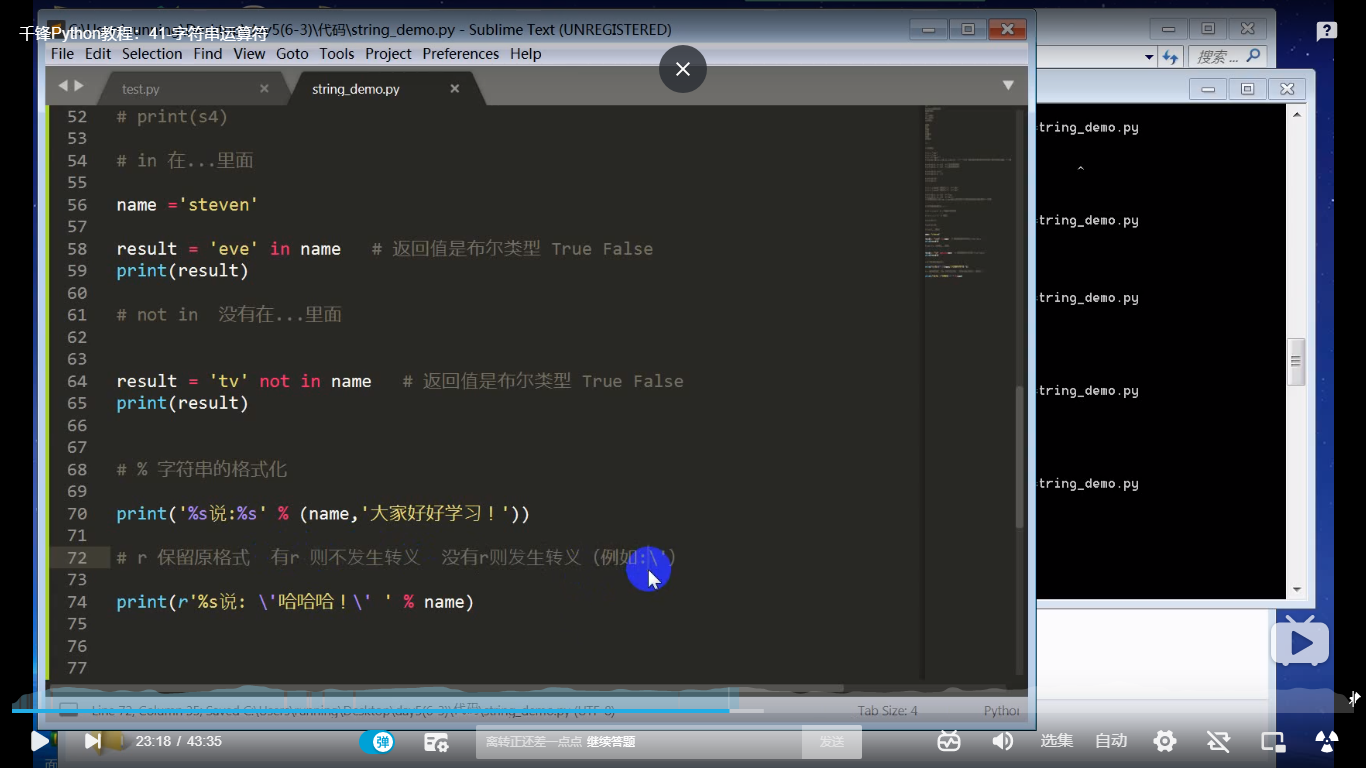 千锋Python教程：41-字符串运算符
day5(6-3)\代码\string_demo.py - Sublime Text (UNREGISTERED)
File Edit Selection Find View Goto Tools Project Preferences Help
搜索 ...
test.py
string_demo.py
52 # print(s4)
53
54 # in 在...里面
55
56 name ='steven'
57
58 result = 'eve' in name # 返回值是布尔类型 True False
59 print(result)
60
61 # not in 没有在...里面
62
63
64 result = 'tv' not in name # 返回值是布尔类型 True False
65 print(result)
66
67
68 # % 字符串的格式化
69
70 print('%s说:%s' % (name,'大家好好学习！'))
71
72 # r 保留原格式 有r 则不发生转义 没有r则发生转义 (例如:\')
73
74 print(r'%s说: \'哈哈哈！\' ' % name)
75
76
77
tring_demo.py
^
tring_demo.py
tring_demo.py
tring_demo.py
tring_demo.py
Line 72, Column 35; Saved C:\Users\running\Desktop\day5(6-3)\代码\string_demo.py (UTF-8)
Tab Size: 4
Pythor
23:18 / 43:35
弹
离转正还差一点点 继续答题
发送
选集
自动
面